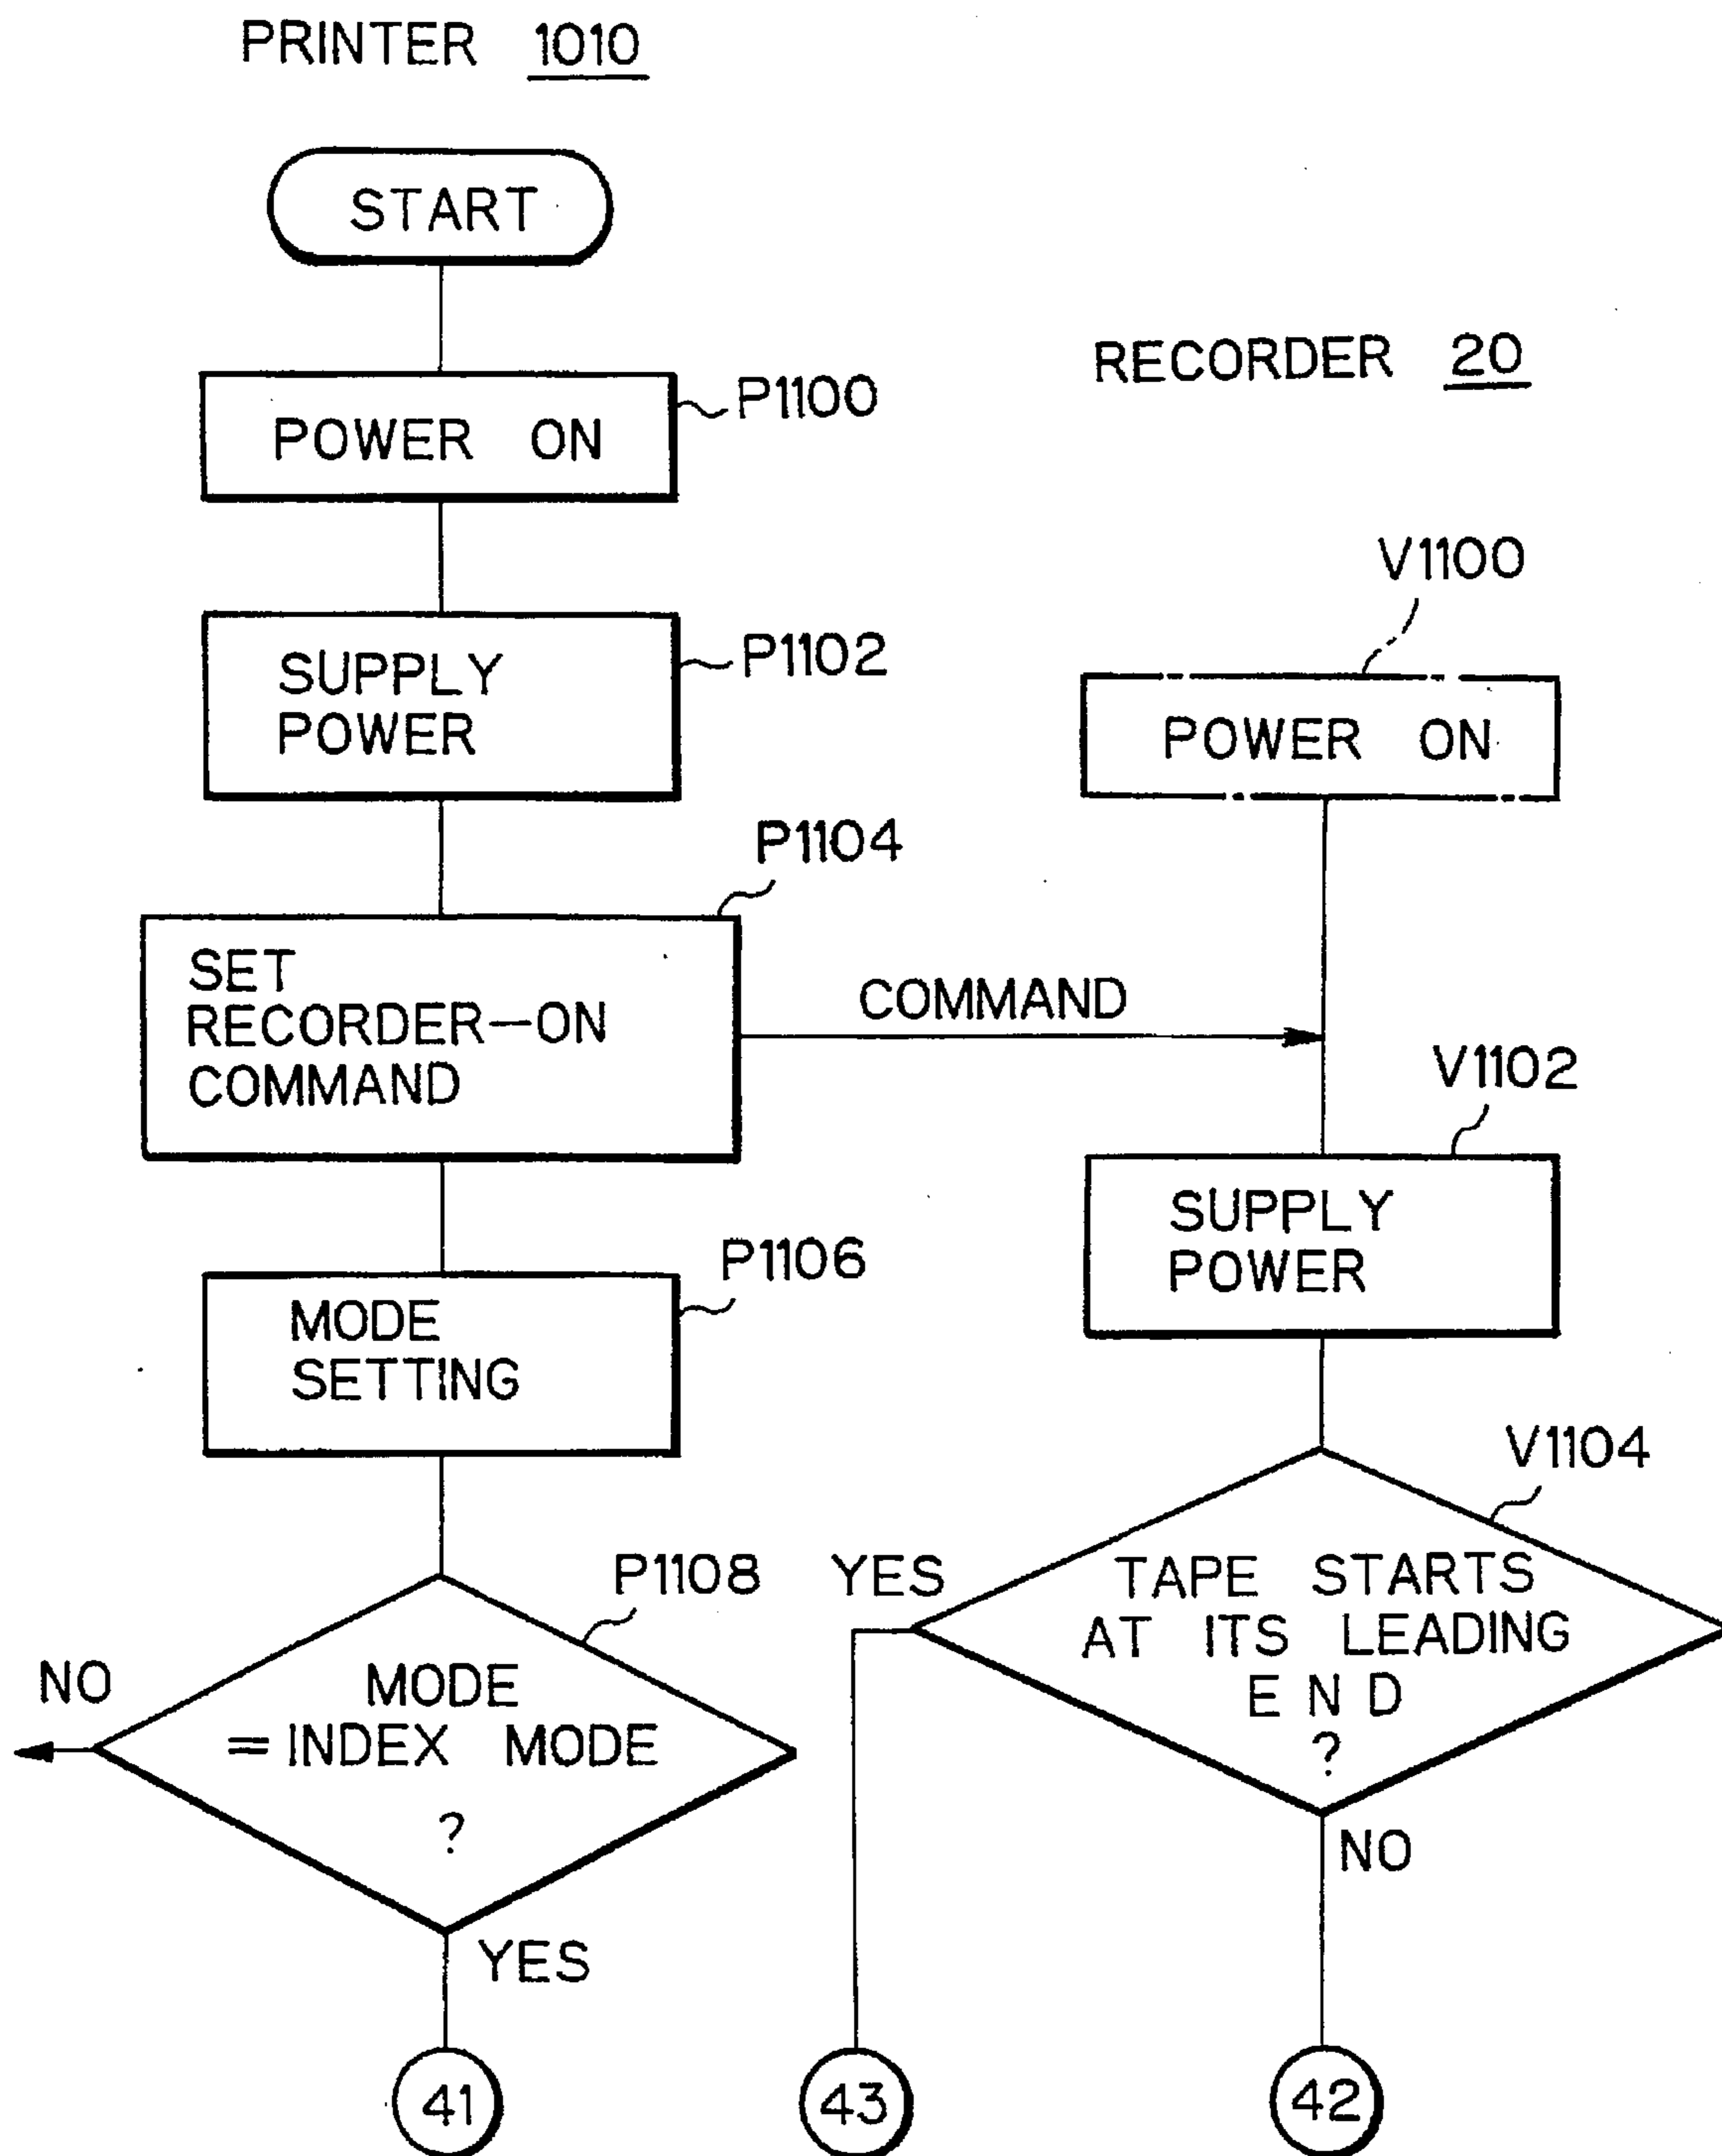 PRINTER 1010
START
P1100
POWER ON
P1102
SUPPLY
POWER
P1104
SET
RECORDER-ON
COMMAND
COMMAND
P1106
MODE
SETTING
P1108
MODE
=INDEX MODE
?
NO
YES
41
RECORDER 20
V1100
POWER ON
V1102
SUPPLY
POWER
V1104
TAPE STARTS
AT ITS LEADING
END
?
YES
NO
43
42